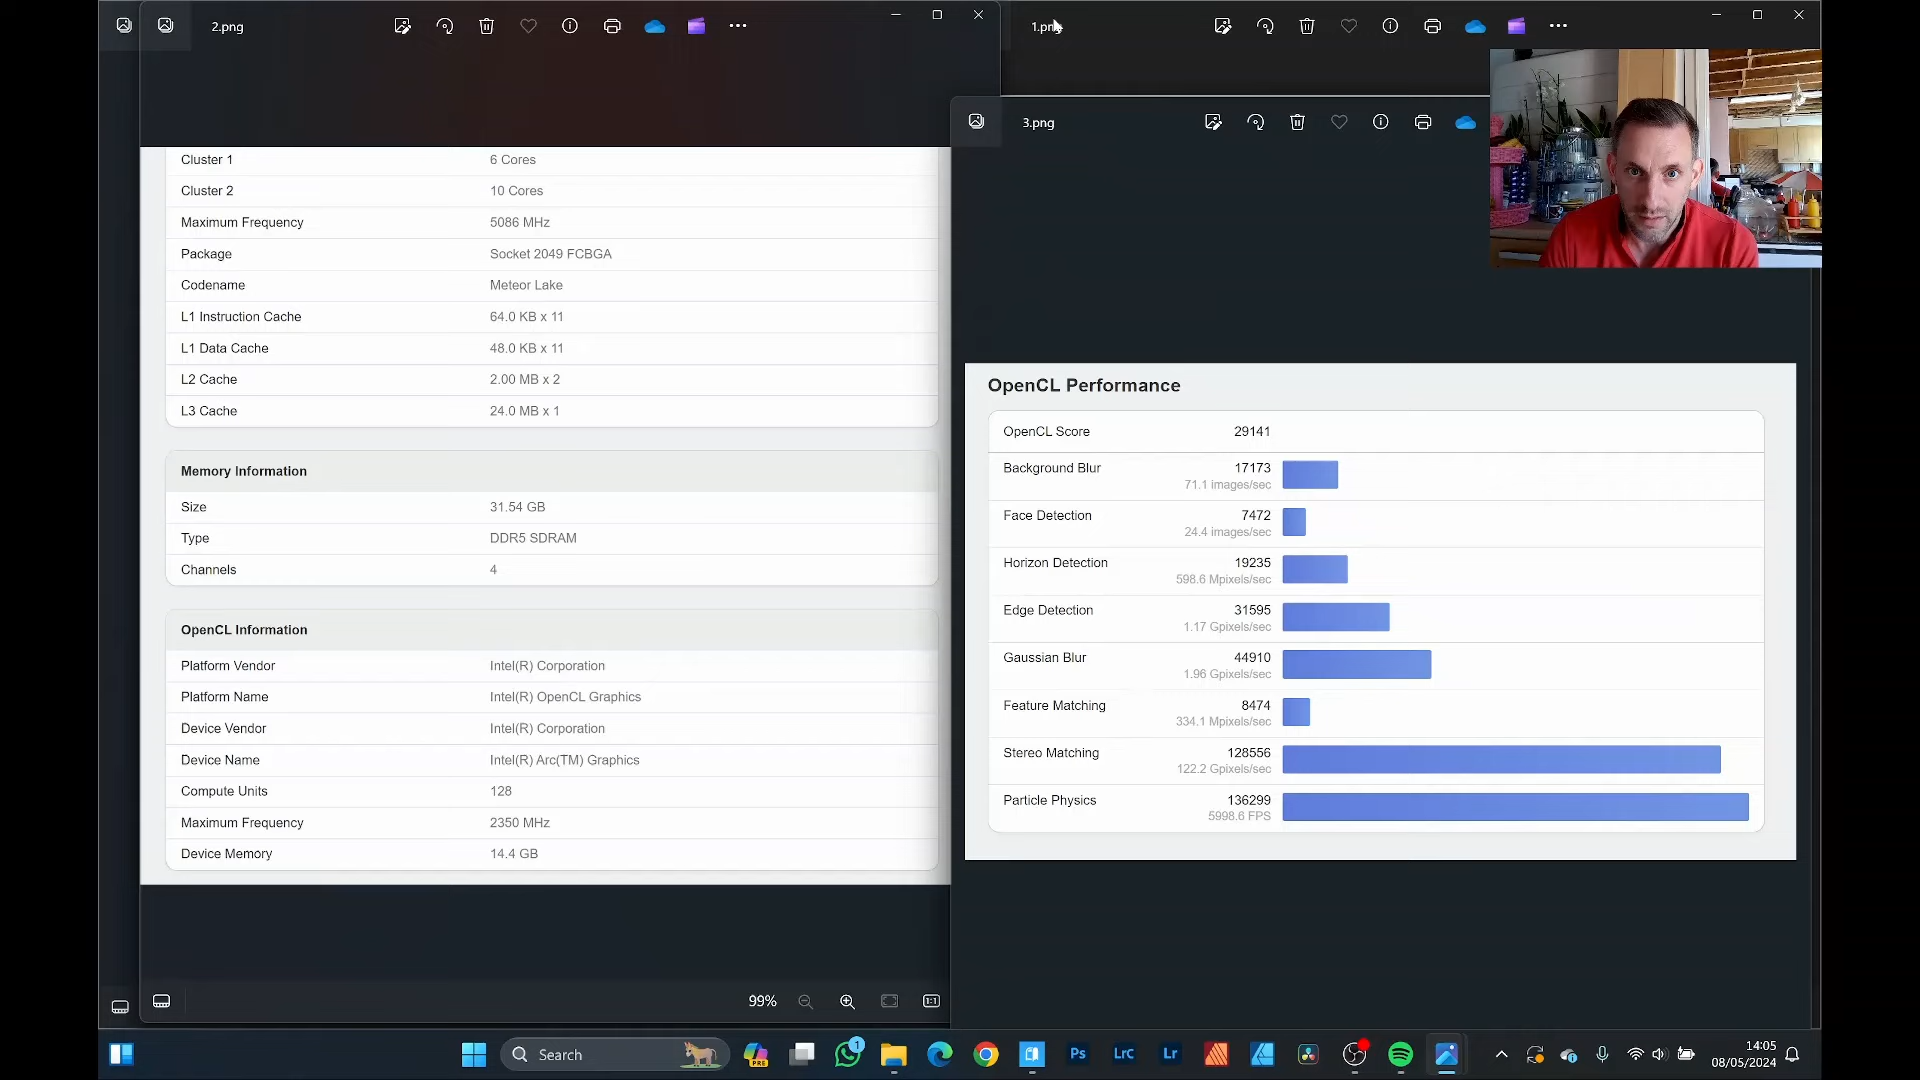 2.png
1.png
3.png
Cluster 1 6 Cores
Cluster 2 10 Cores
Maximum Frequency 5086 MHz
Package Socket 2049 FCBGA
Codename Meteor Lake
L1 Instruction Cache 64.0 KB x 11
L1 Data Cache 48.0 KB x 11
L2 Cache 2.00 MB x 2
L3 Cache 24.0 MB x 1
Memory Information
Size 31.54 GB
Type DDR5 SDRAM
Channels 4
OpenCL Information
Platform Vendor Intel(R) Corporation
Platform Name Intel(R) OpenCL Graphics
Device Vendor Intel(R) Corporation
Device Name Intel(R) Arc(TM) Graphics
Compute Units 128
Maximum Frequency 2350 MHz
Device Memory 14.4 GB
99%
1:1
OpenCL Performance
OpenCL Score 29141
Background Blur 17173
71.1 images/sec
Face Detection 7472
24.4 images/sec
Horizon Detection 19235
598.6 Mpixels/sec
Edge Detection 31595
1.17 Gpixels/sec
Gaussian Blur 44910
1.96 Gpixels/sec
Feature Matching 8474
334.1 Mpixels/sec
Stereo Matching 128556
122.2 Gpixels/sec
Particle Physics 136299
5998.6 FPS
Search
PRE
1
Ps
LrC
Lr
14:05
08/05/2024